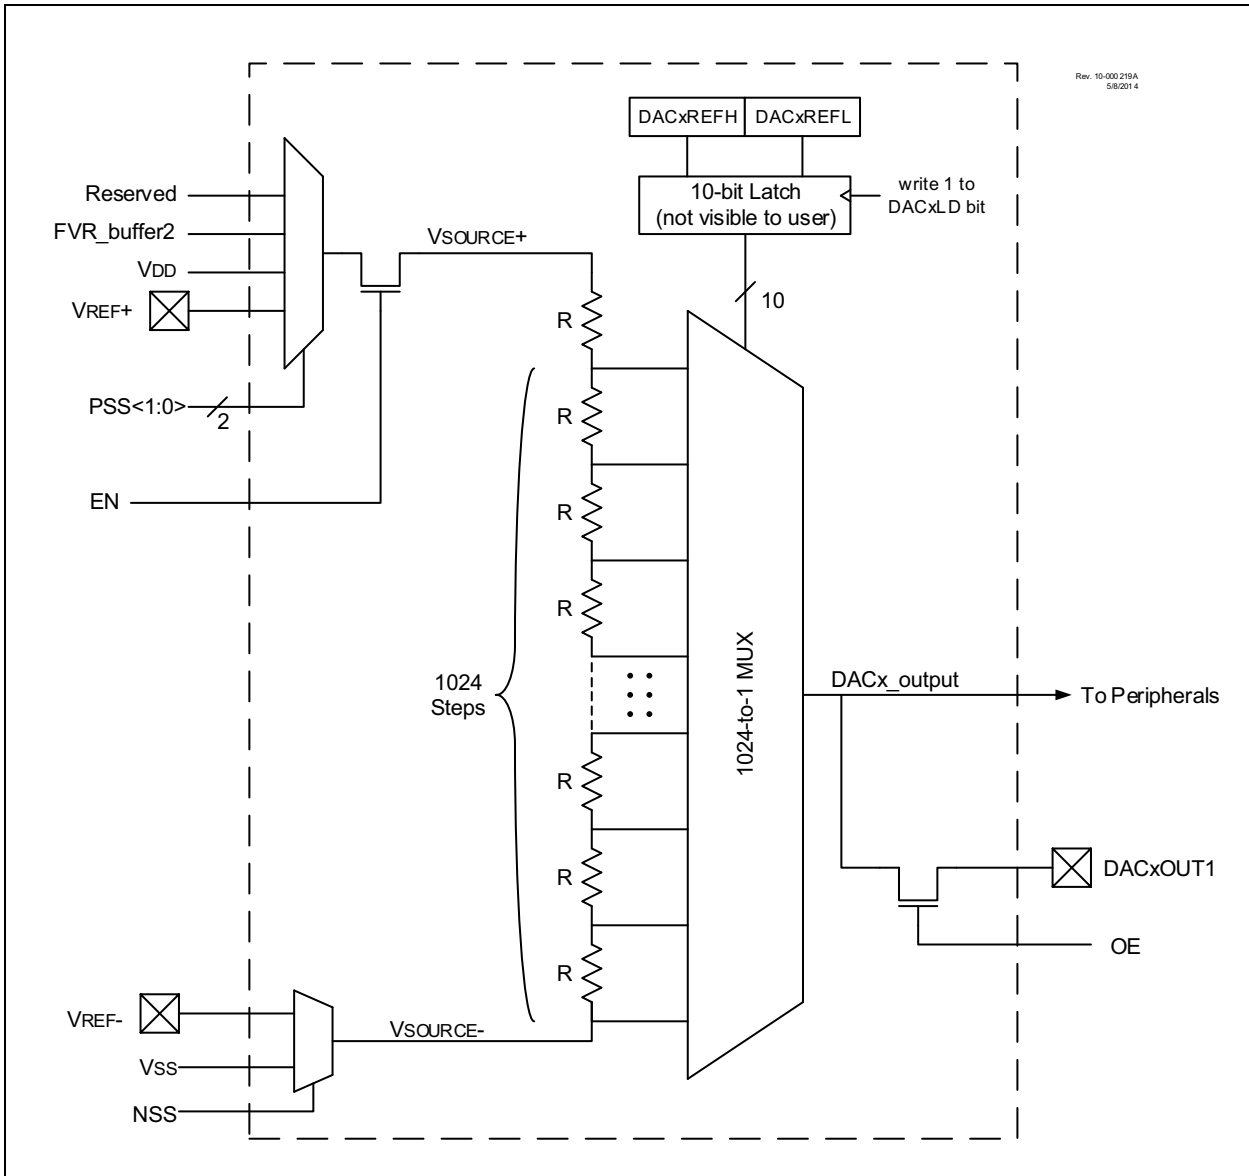 Rev. 10-000 219A
5/8/201 4
DACxREFH DACxREFL
10-bit Latch
(not visible to user)
write 1 to
DACxLD bit
Reserved
FVR_buffer2
VDD
VREF+
VSOURCE+
10
R
PSS<1:0>
2
R
EN
R
R
1024
Steps
1024-to-1 MUX
DACx_output
To Peripherals
R
R
DACxOUT1
R
OE
VREF-
VSOURCE-
VSS
NSS